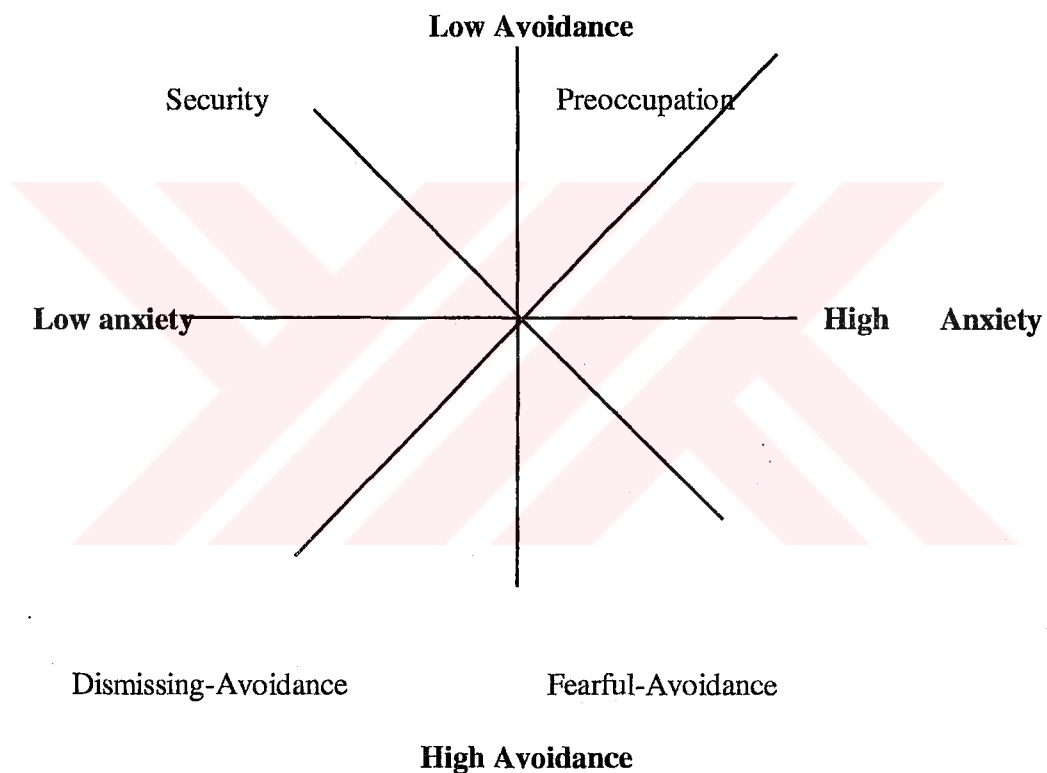 Low Avoidance
Security Preoccupation
Low anxiety High Anxiety
Dismissing-Avoidance Fearful-Avoidance
High Avoidance